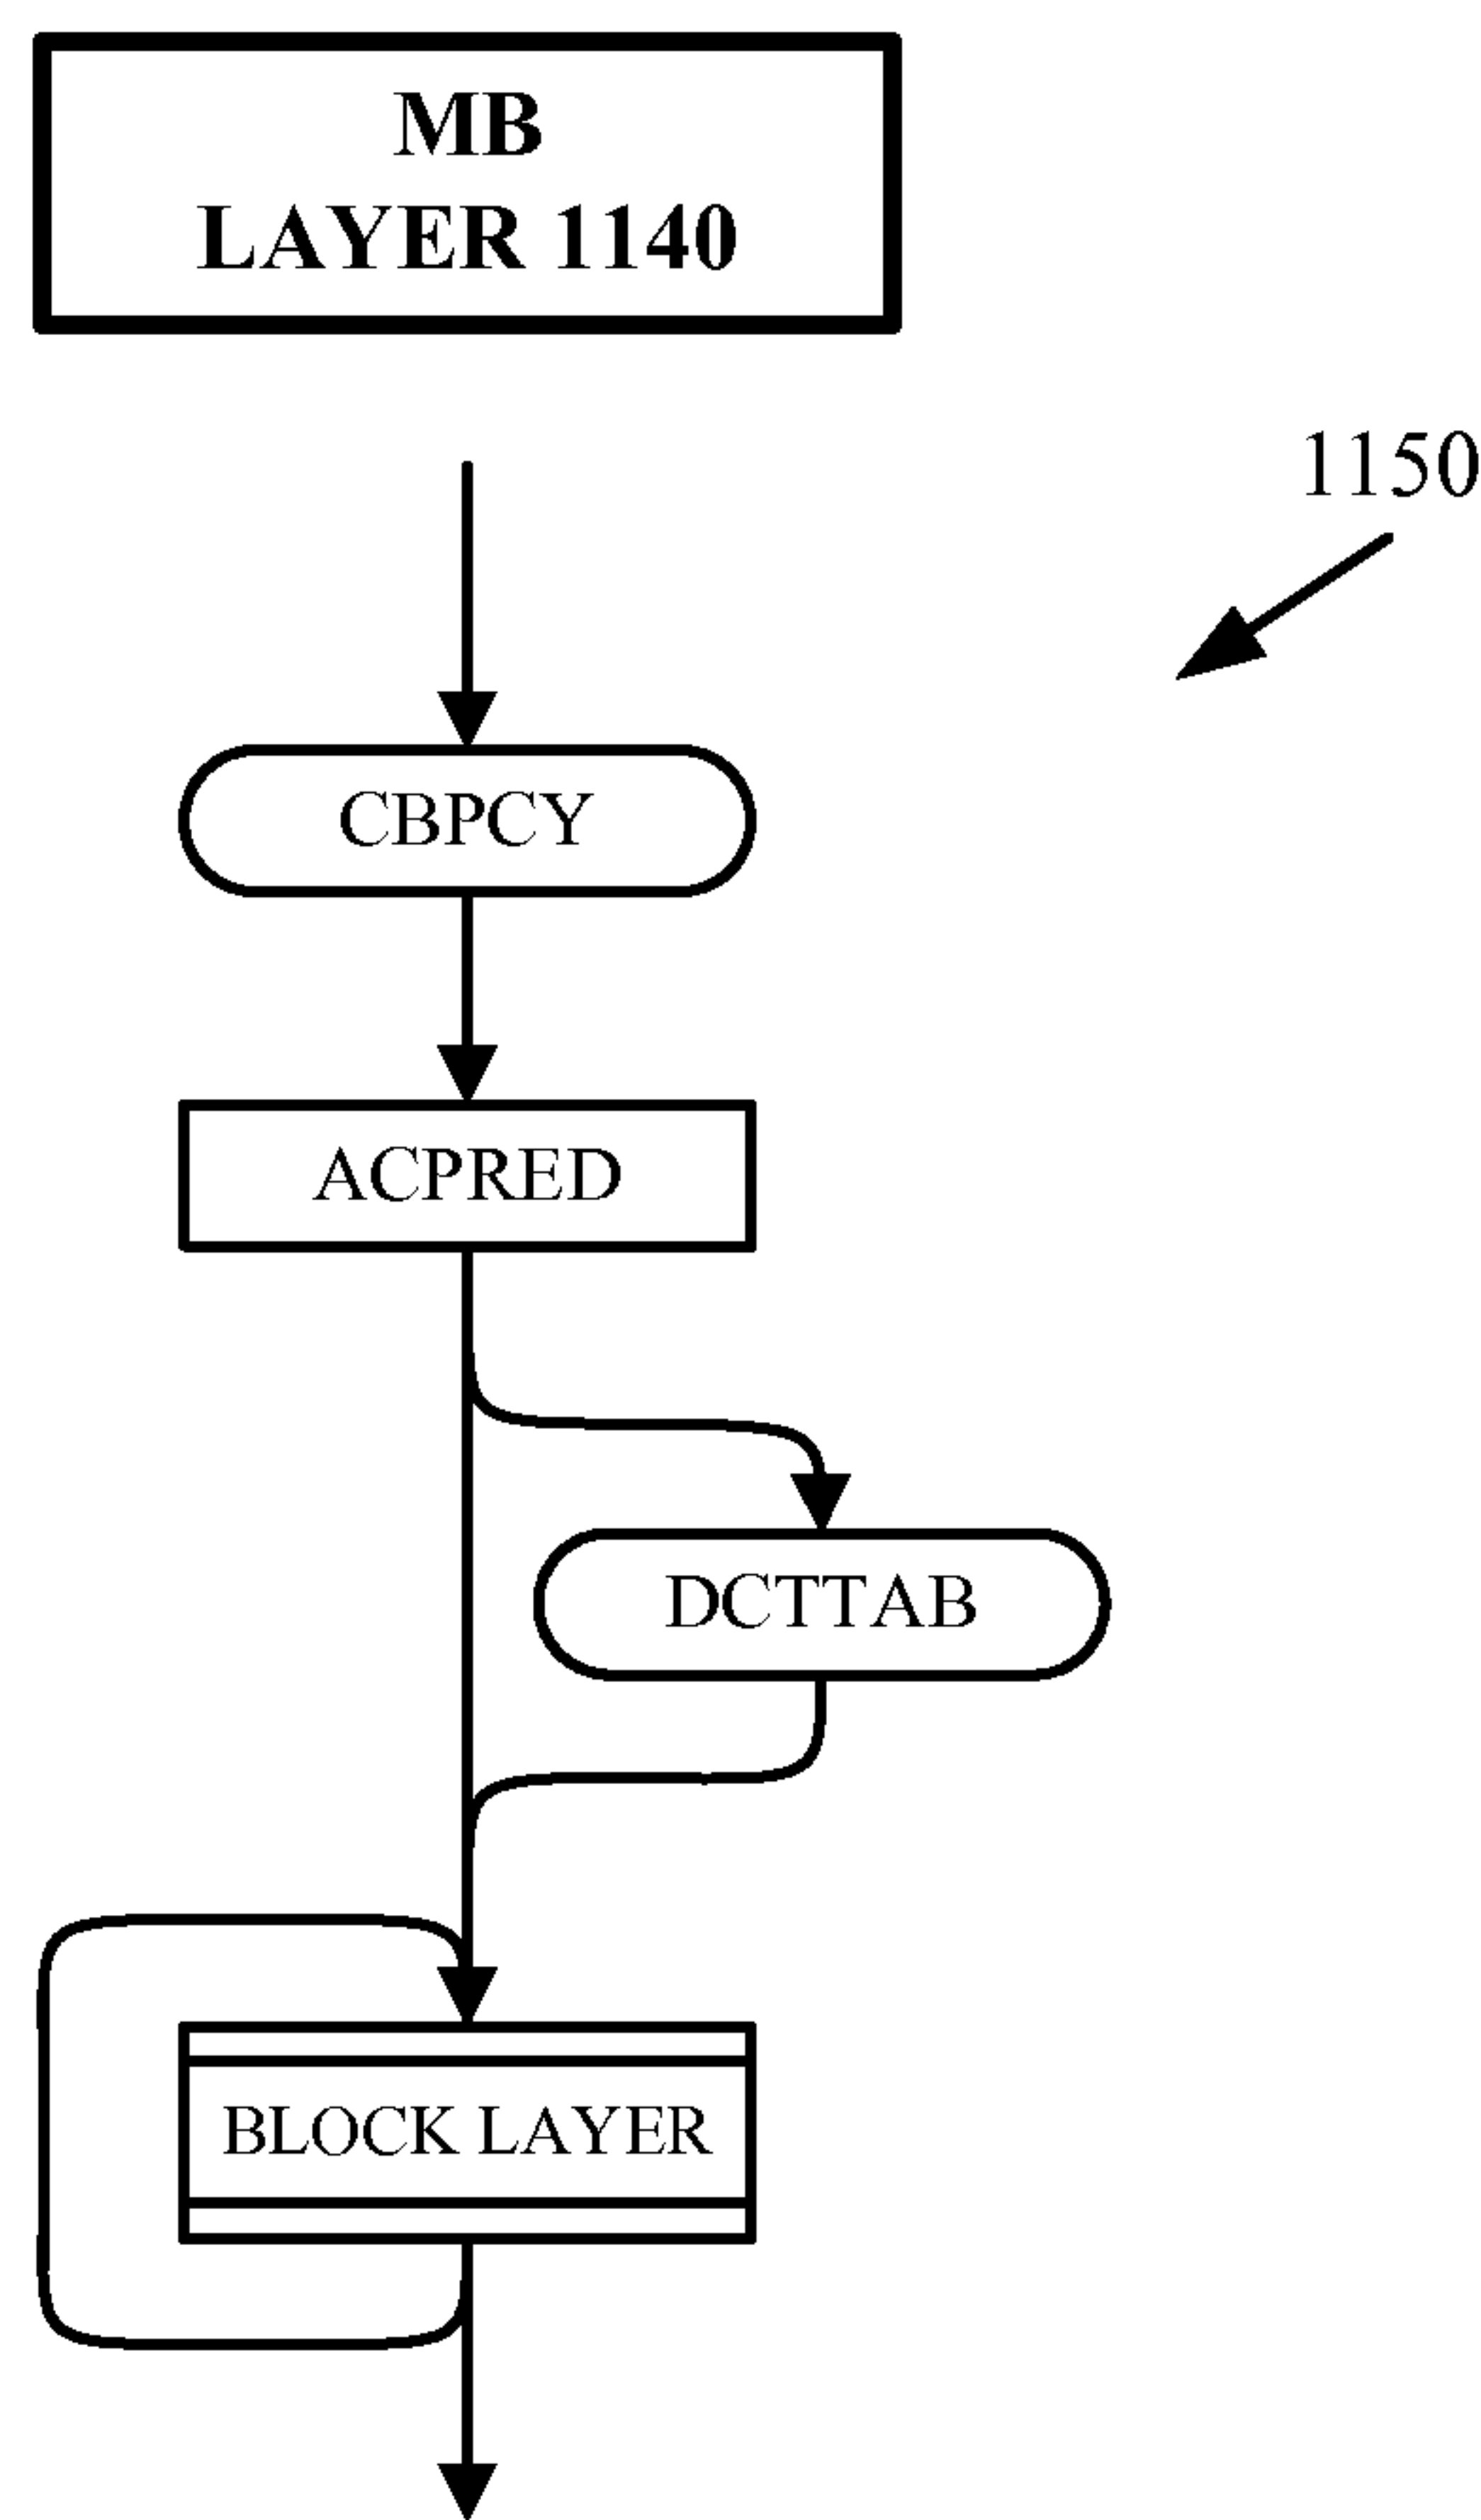 MB
LAYER 1140
1150
CBPCY
ACPRED
DCTTAB
BLOCK LAYER